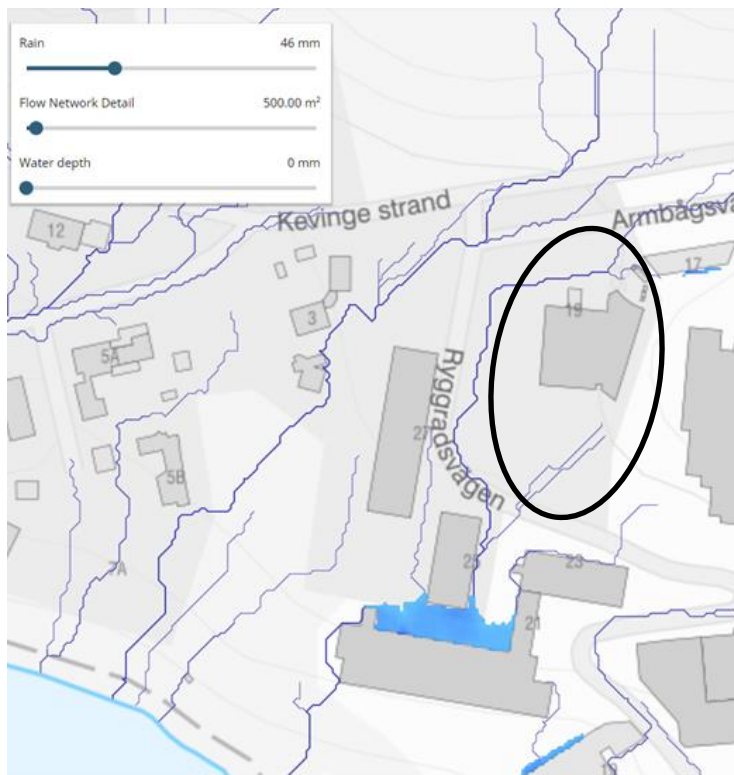 Rain 46 mm
Flow Network Detail 500.00 m²
Water depth 0 mm
Kevinge strand
Armbågsvä
12
17
19
3
5A
27
Ryggradsvägen
5B
25
23
7A
21